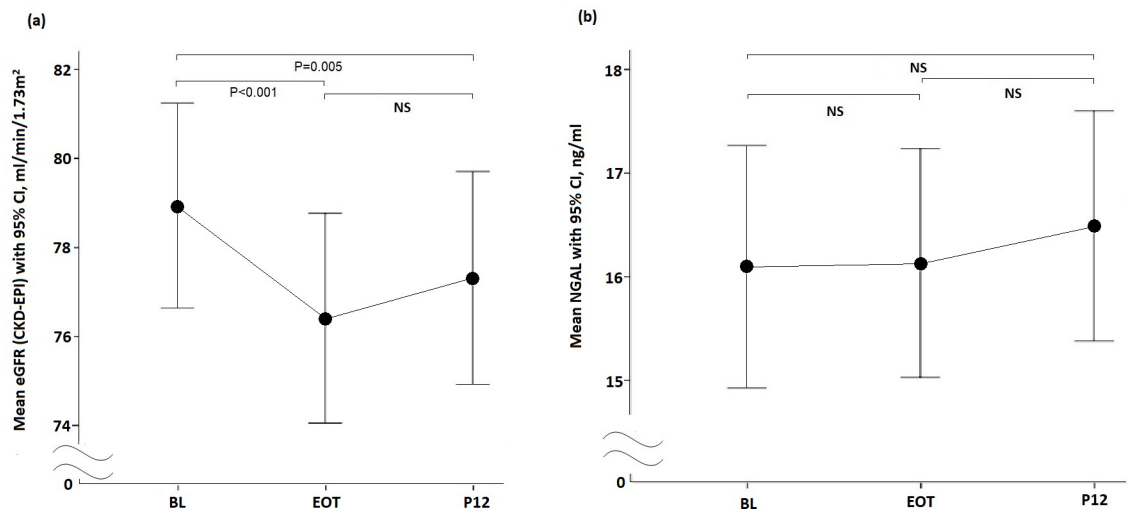 (a)
Mean eGFR (CKD-EPI) with 95% CI, ml/min/1.73m²
82
80
78
76
74
0
P=0.005
P<0.001
NS
BL
EOT
P12
(b)
Mean NGAL with 95% CI, ng/ml
18
17
16
15
0
NS
NS
NS
BL
EOT
P12